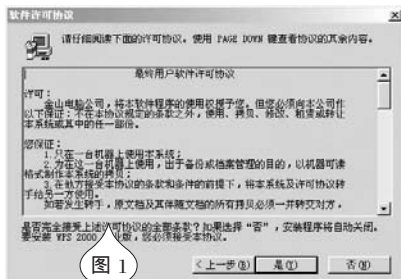 软件许可协议
请仔细阅读下面的许可协议。使用 PAGE DOWN 键查看协议的其余内容。
最终用户软件许可协议
许可：
金山电脑公司，将本软件程序的使用权授予您。但您必须向本公司作
以下保证：不在本协议规定的条款之外，使用、拷贝、修改、租赁或转让
本系统或其中的任一部份。
您保证：
1.只在一台机器上使用本系统；
2.为在这一台机器上使用，出于备份或档案管理的目的，以机器可读
格式制作本系统的拷贝；
3.在他方接受本协议的条款和条件的前提下，将本系统及许可协议转
于给另一方使用。
如若发生转手，原文档及其伴随文档的所有拷贝必须一并转交对方，
是否完全接受上述许可协议的全部条款？如果选择“否”，安装程序将自动关闭。
要安装 WPS 2000 业版，您必须接受本协议。
<上一步(B) 是(Y) 否(N)
图 1